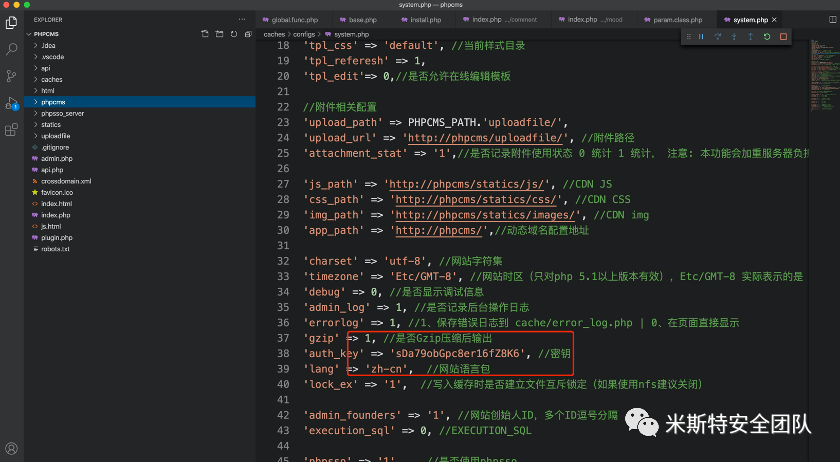 system.php — phpcms
EXPLORER
global.func.php
base.php
install.php
index.php .../comment
index.php .../mood
param.class.php
system.php
PHPCMS
caches > configs > system.php
.idea
.vscode
api
caches
html
phpcms
phpsso_server
statics
uploadfile
.gitignore
admin.php
api.php
crossdomain.xml
favicon.ico
index.html
index.php
js.html
plugin.php
robots.txt
18 'tpl_css' => 'default', //当前样式目录
19 'tpl_referesh' => 1,
20 'tpl_edit'=> 0,//是否允许在线编辑模板
21
22 //附件相关配置
23 'upload_path' => PHPCMS_PATH.'uploadfile/',
24 'upload_url' => 'http://phpcms/uploadfile/', //附件路径
25 'attachment_stat' => '1',//是否记录附件使用状态 0 统计 1 统计, 注意: 本功能会加重服务器负担
26
27 'js_path' => 'http://phpcms/statics/js/', //CDN JS
28 'css_path' => 'http://phpcms/statics/css/', //CDN CSS
29 'img_path' => 'http://phpcms/statics/images/', //CDN img
30 'app_path' => 'http://phpcms/',//动态域名配置地址
31
32 'charset' => 'utf-8', //网站字符集
33 'timezone' => 'Etc/GMT-8', //网站时区（只对php 5.1以上版本有效），Etc/GMT-8 实际表示的是
34 'debug' => 0, //是否显示调试信息
35 'admin_log' => 1, //是否记录后台操作日志
36 'errorlog' => 1, //1、保存错误日志到 cache/error_log.php | 0、在页面直接显示
37 'gzip' => 1, //是否Gzip压缩后输出
38 'auth_key' => 'sDa79obGpc8er16fZ8K6', //密钥
39 'lang' => 'zh-cn', //网站语言包
40 'lock_ex' => '1', //写入缓存时是否建立文件互斥锁定（如果使用nfs建议关闭）
41
42 'admin_founders' => '1', //网站创始人ID，多个ID逗号分隔
43 'execution_sql' => 0, //EXECUTION_SQL
44
45 'phpsso' => '1', //是否使用phpsso
米斯特安全团队